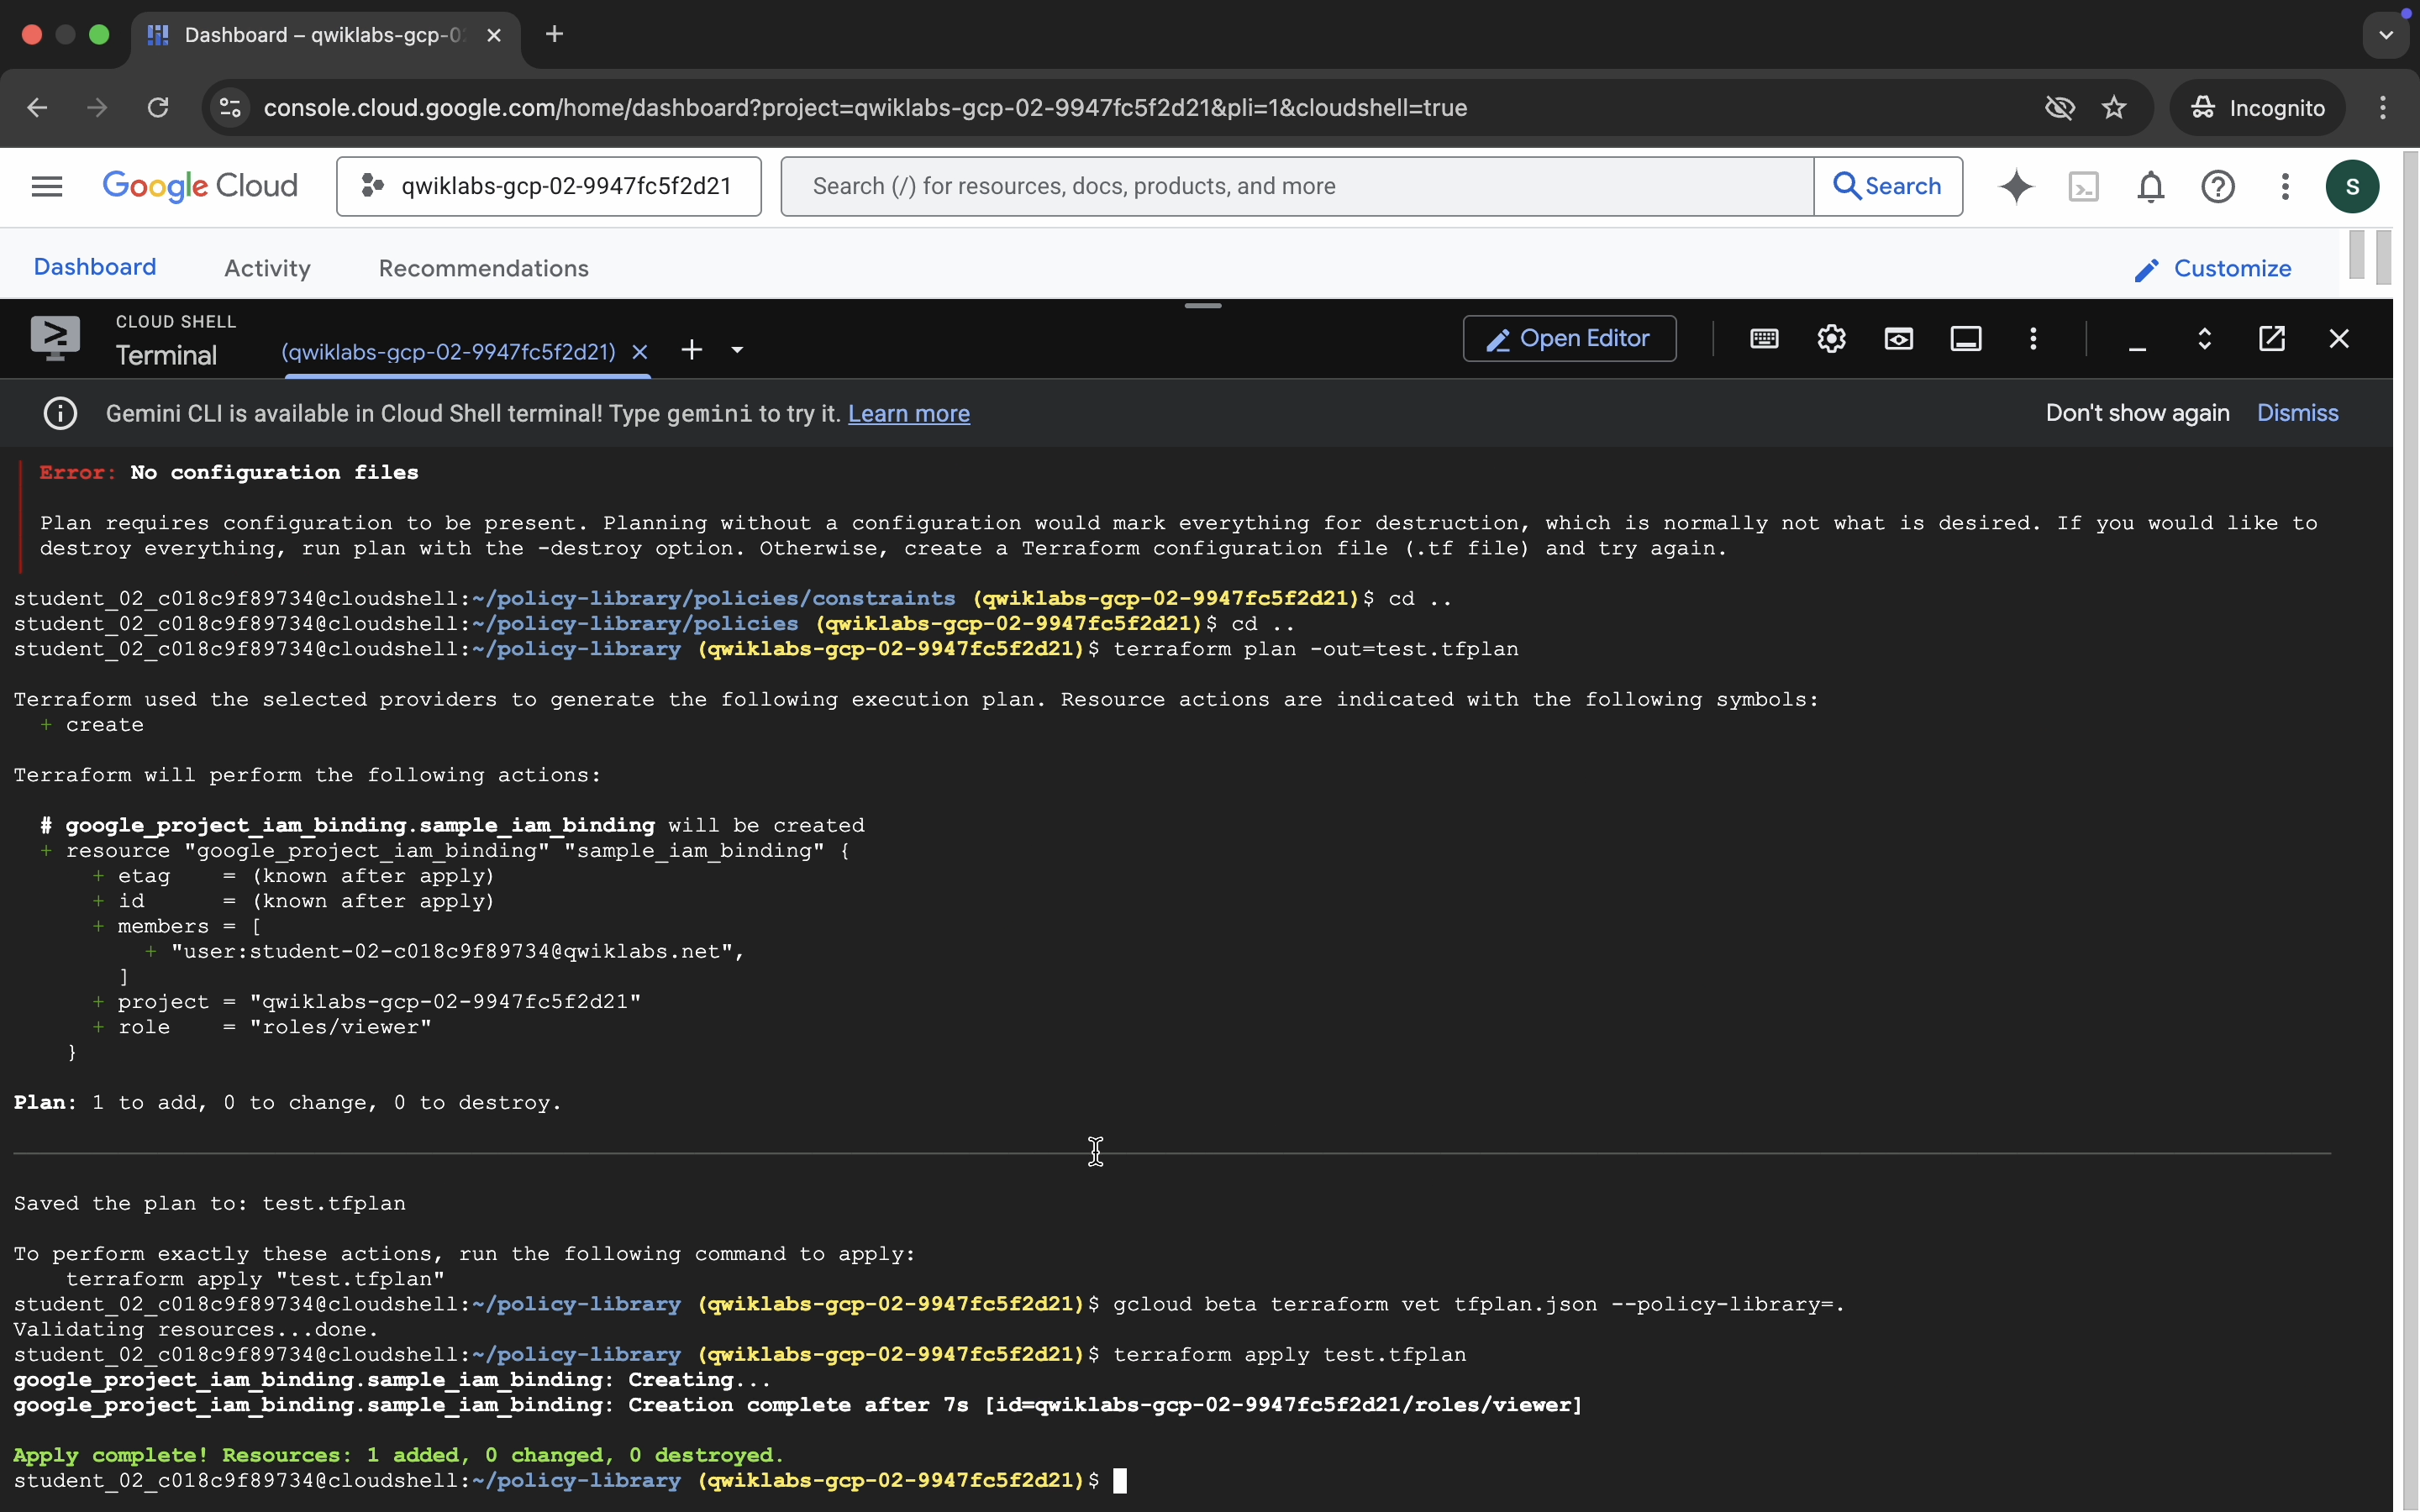 Dashboard – qwiklabs-gcp-0
console.cloud.google.com/home/dashboard?project=qwiklabs-gcp-02-9947fc5f2d21&pli=1&cloudshell=true
Incognito
Google Cloud
qwiklabs-gcp-02-9947fc5f2d21
Search (/) for resources, docs, products, and more
Search
S
Dashboard
Activity
Recommendations
Customize
CLOUD SHELL
Terminal
(qwiklabs-gcp-02-9947fc5f2d21)
Open Editor
Gemini CLI is available in Cloud Shell terminal! Type gemini to try it. Learn more
Don't show again
Dismiss
Error: No configuration files
Plan requires configuration to be present. Planning without a configuration would mark everything for destruction, which is normally not what is desired. If you would like to
destroy everything, run plan with the -destroy option. Otherwise, create a Terraform configuration file (.tf file) and try again.
student_02_c018c9f89734@cloudshell:~/policy-library/policies/constraints (qwiklabs-gcp-02-9947fc5f2d21)$ cd ..
student_02_c018c9f89734@cloudshell:~/policy-library/policies (qwiklabs-gcp-02-9947fc5f2d21)$ cd ..
student_02_c018c9f89734@cloudshell:~/policy-library (qwiklabs-gcp-02-9947fc5f2d21)$ terraform plan -out=test.tfplan
Terraform used the selected providers to generate the following execution plan. Resource actions are indicated with the following symbols:
+ create
Terraform will perform the following actions:
# google_project_iam_binding.sample_iam_binding will be created
+ resource "google_project_iam_binding" "sample_iam_binding" {
+ etag    = (known after apply)
+ id      = (known after apply)
+ members = [
+ "user:student-02-c018c9f89734@qwiklabs.net",
]
+ project = "qwiklabs-gcp-02-9947fc5f2d21"
+ role    = "roles/viewer"
}
Plan: 1 to add, 0 to change, 0 to destroy.
Saved the plan to: test.tfplan
To perform exactly these actions, run the following command to apply:
terraform apply "test.tfplan"
student_02_c018c9f89734@cloudshell:~/policy-library (qwiklabs-gcp-02-9947fc5f2d21)$ gcloud beta terraform vet tfplan.json --policy-library=.
Validating resources...done.
student_02_c018c9f89734@cloudshell:~/policy-library (qwiklabs-gcp-02-9947fc5f2d21)$ terraform apply test.tfplan
google_project_iam_binding.sample_iam_binding: Creating...
google_project_iam_binding.sample_iam_binding: Creation complete after 7s [id=qwiklabs-gcp-02-9947fc5f2d21/roles/viewer]
Apply complete! Resources: 1 added, 0 changed, 0 destroyed.
student_02_c018c9f89734@cloudshell:~/policy-library (qwiklabs-gcp-02-9947fc5f2d21)$